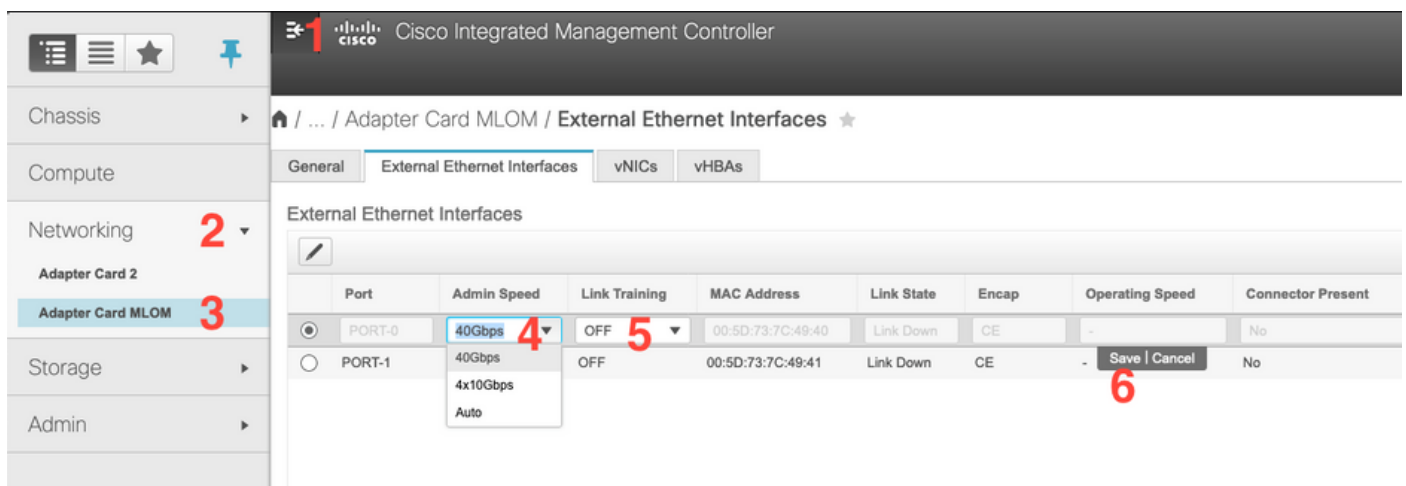 1 cisco Cisco Integrated Management Controller
Chassis
Compute
Networking 2
Adapter Card 2
Adapter Card MLOM 3
Storage
Admin
/ ... / Adapter Card MLOM / External Ethernet Interfaces
General External Ethernet Interfaces vNICs vHBAs
External Ethernet Interfaces
Port Admin Speed Link Training MAC Address Link State Encap Operating Speed Connector Present
PORT-0 40Gbps 4 OFF 5 00:5D:73:7C:49:40 Link Down CE - No
PORT-1 OFF 00:5D:73:7C:49:41 Link Down CE - No
40Gbps
4x10Gbps
Auto
Save | Cancel
6